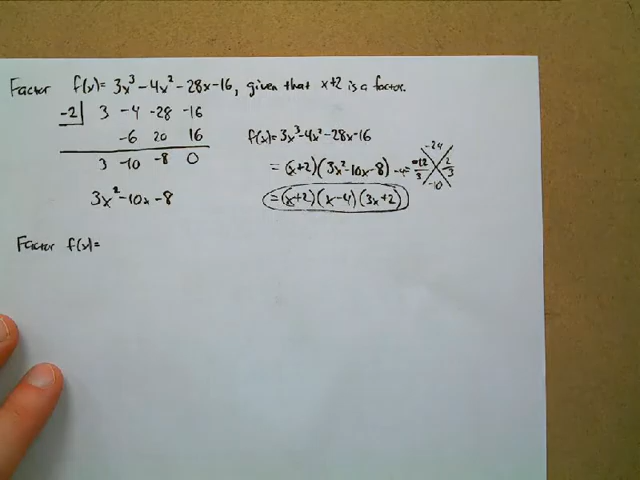 Factor f(x)= 3x³-4x²-28x-16, given that x+2 is a factor.
-2| 3 -4 -28 -16
-6 20 16
3 -10 -8 0
3x²-10x-8
f(x)=3x³-4x²-28x-16
=(x+2)(3x²-10x-8)
-24
-4= -12/3 2/3
-10
=(x+2)(x-4)(3x+2)
Factor f(x)=